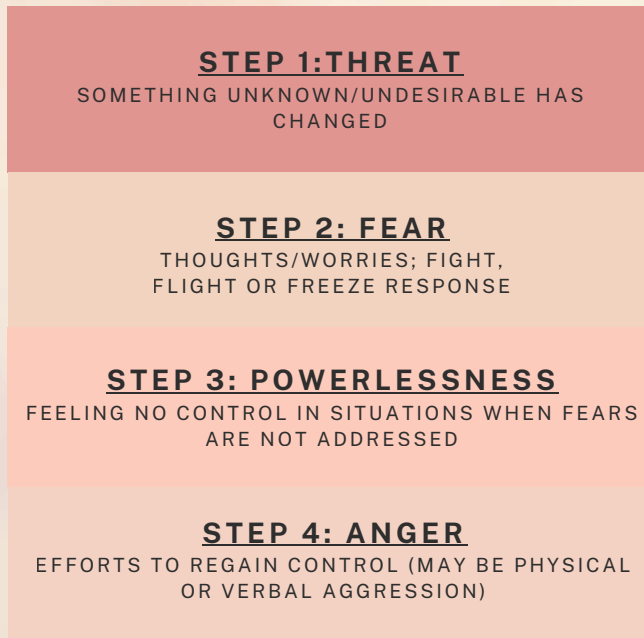 STEP 1:THREAT
SOMETHING UNKNOWN/UNDESIRABLE HAS
CHANGED
STEP 2: FEAR
THOUGHTS/WORRIES; FIGHT,
FLIGHT OR FREEZE RESPONSE
STEP 3: POWERLESSNESS
FEELING NO CONTROL IN SITUATIONS WHEN FEARS
ARE NOT ADDRESSED
STEP 4: ANGER
EFFORTS TO REGAIN CONTROL (MAY BE PHYSICAL
OR VERBAL AGGRESSION)